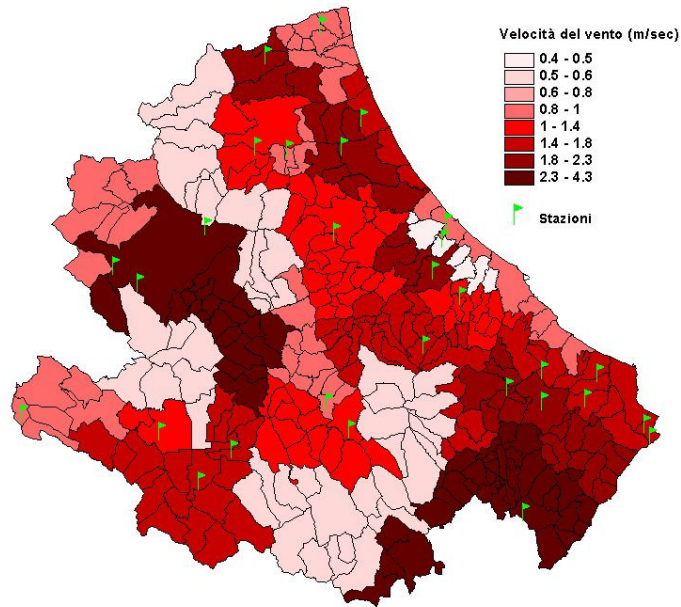 Velocità del vento (m/sec)
0.4 - 0.5
0.5 - 0.6
0.6 - 0.8
0.8 - 1
1 - 1.4
1.4 - 1.8
1.8 - 2.3
2.3 - 4.3
Stazioni